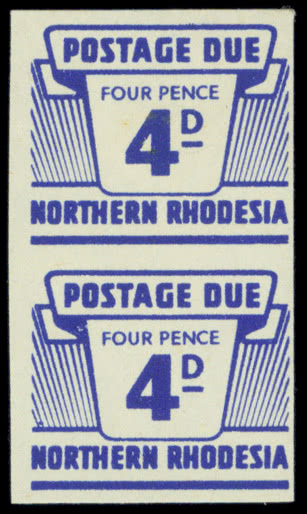 POSTAGE DUE
FOUR PENCE
4D
NORTHERN RHODESIA
POSTAGE DUE
FOUR PENCE
4D
NORTHERN RHODESIA